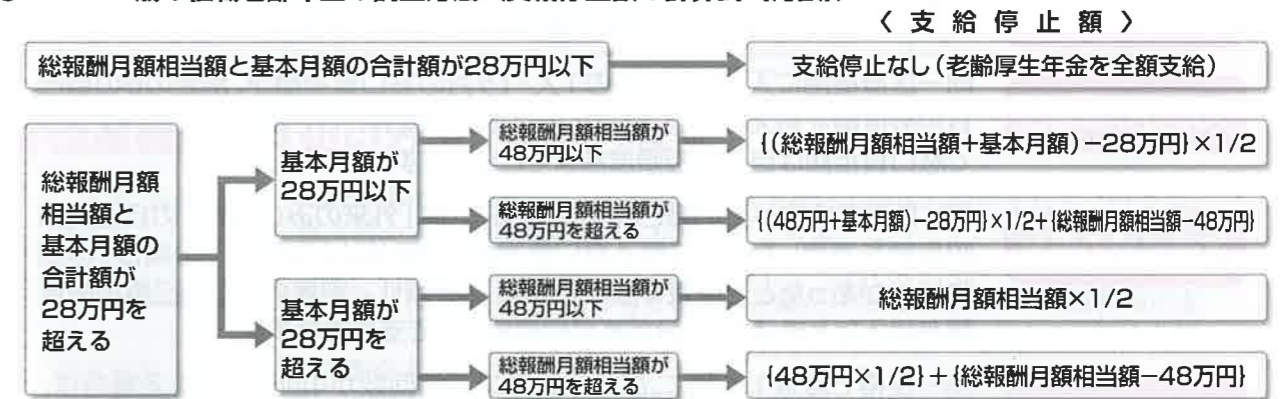 〈 支 給 停 止 額 〉
総報酬月額相当額と基本月額の合計額が28万円以下
支給停止なし(老齢厚生年金を全額支給)
総報酬月額
相当額と
基本月額の
合計額が
28万円を
超える
基本月額が
28万円以下
総報酬月額相当額が
48万円以下
{(総報酬月額相当額+基本月額)-28万円}×1/2
総報酬月額相当額が
48万円を超える
{(48万円+基本月額)-28万円}×1/2+{総報酬月額相当額-48万円}
基本月額が
28万円を
超える
総報酬月額相当額が
48万円以下
総報酬月額相当額×1/2
総報酬月額相当額が
48万円を超える
{48万円×1/2}+{総報酬月額相当額-48万円}